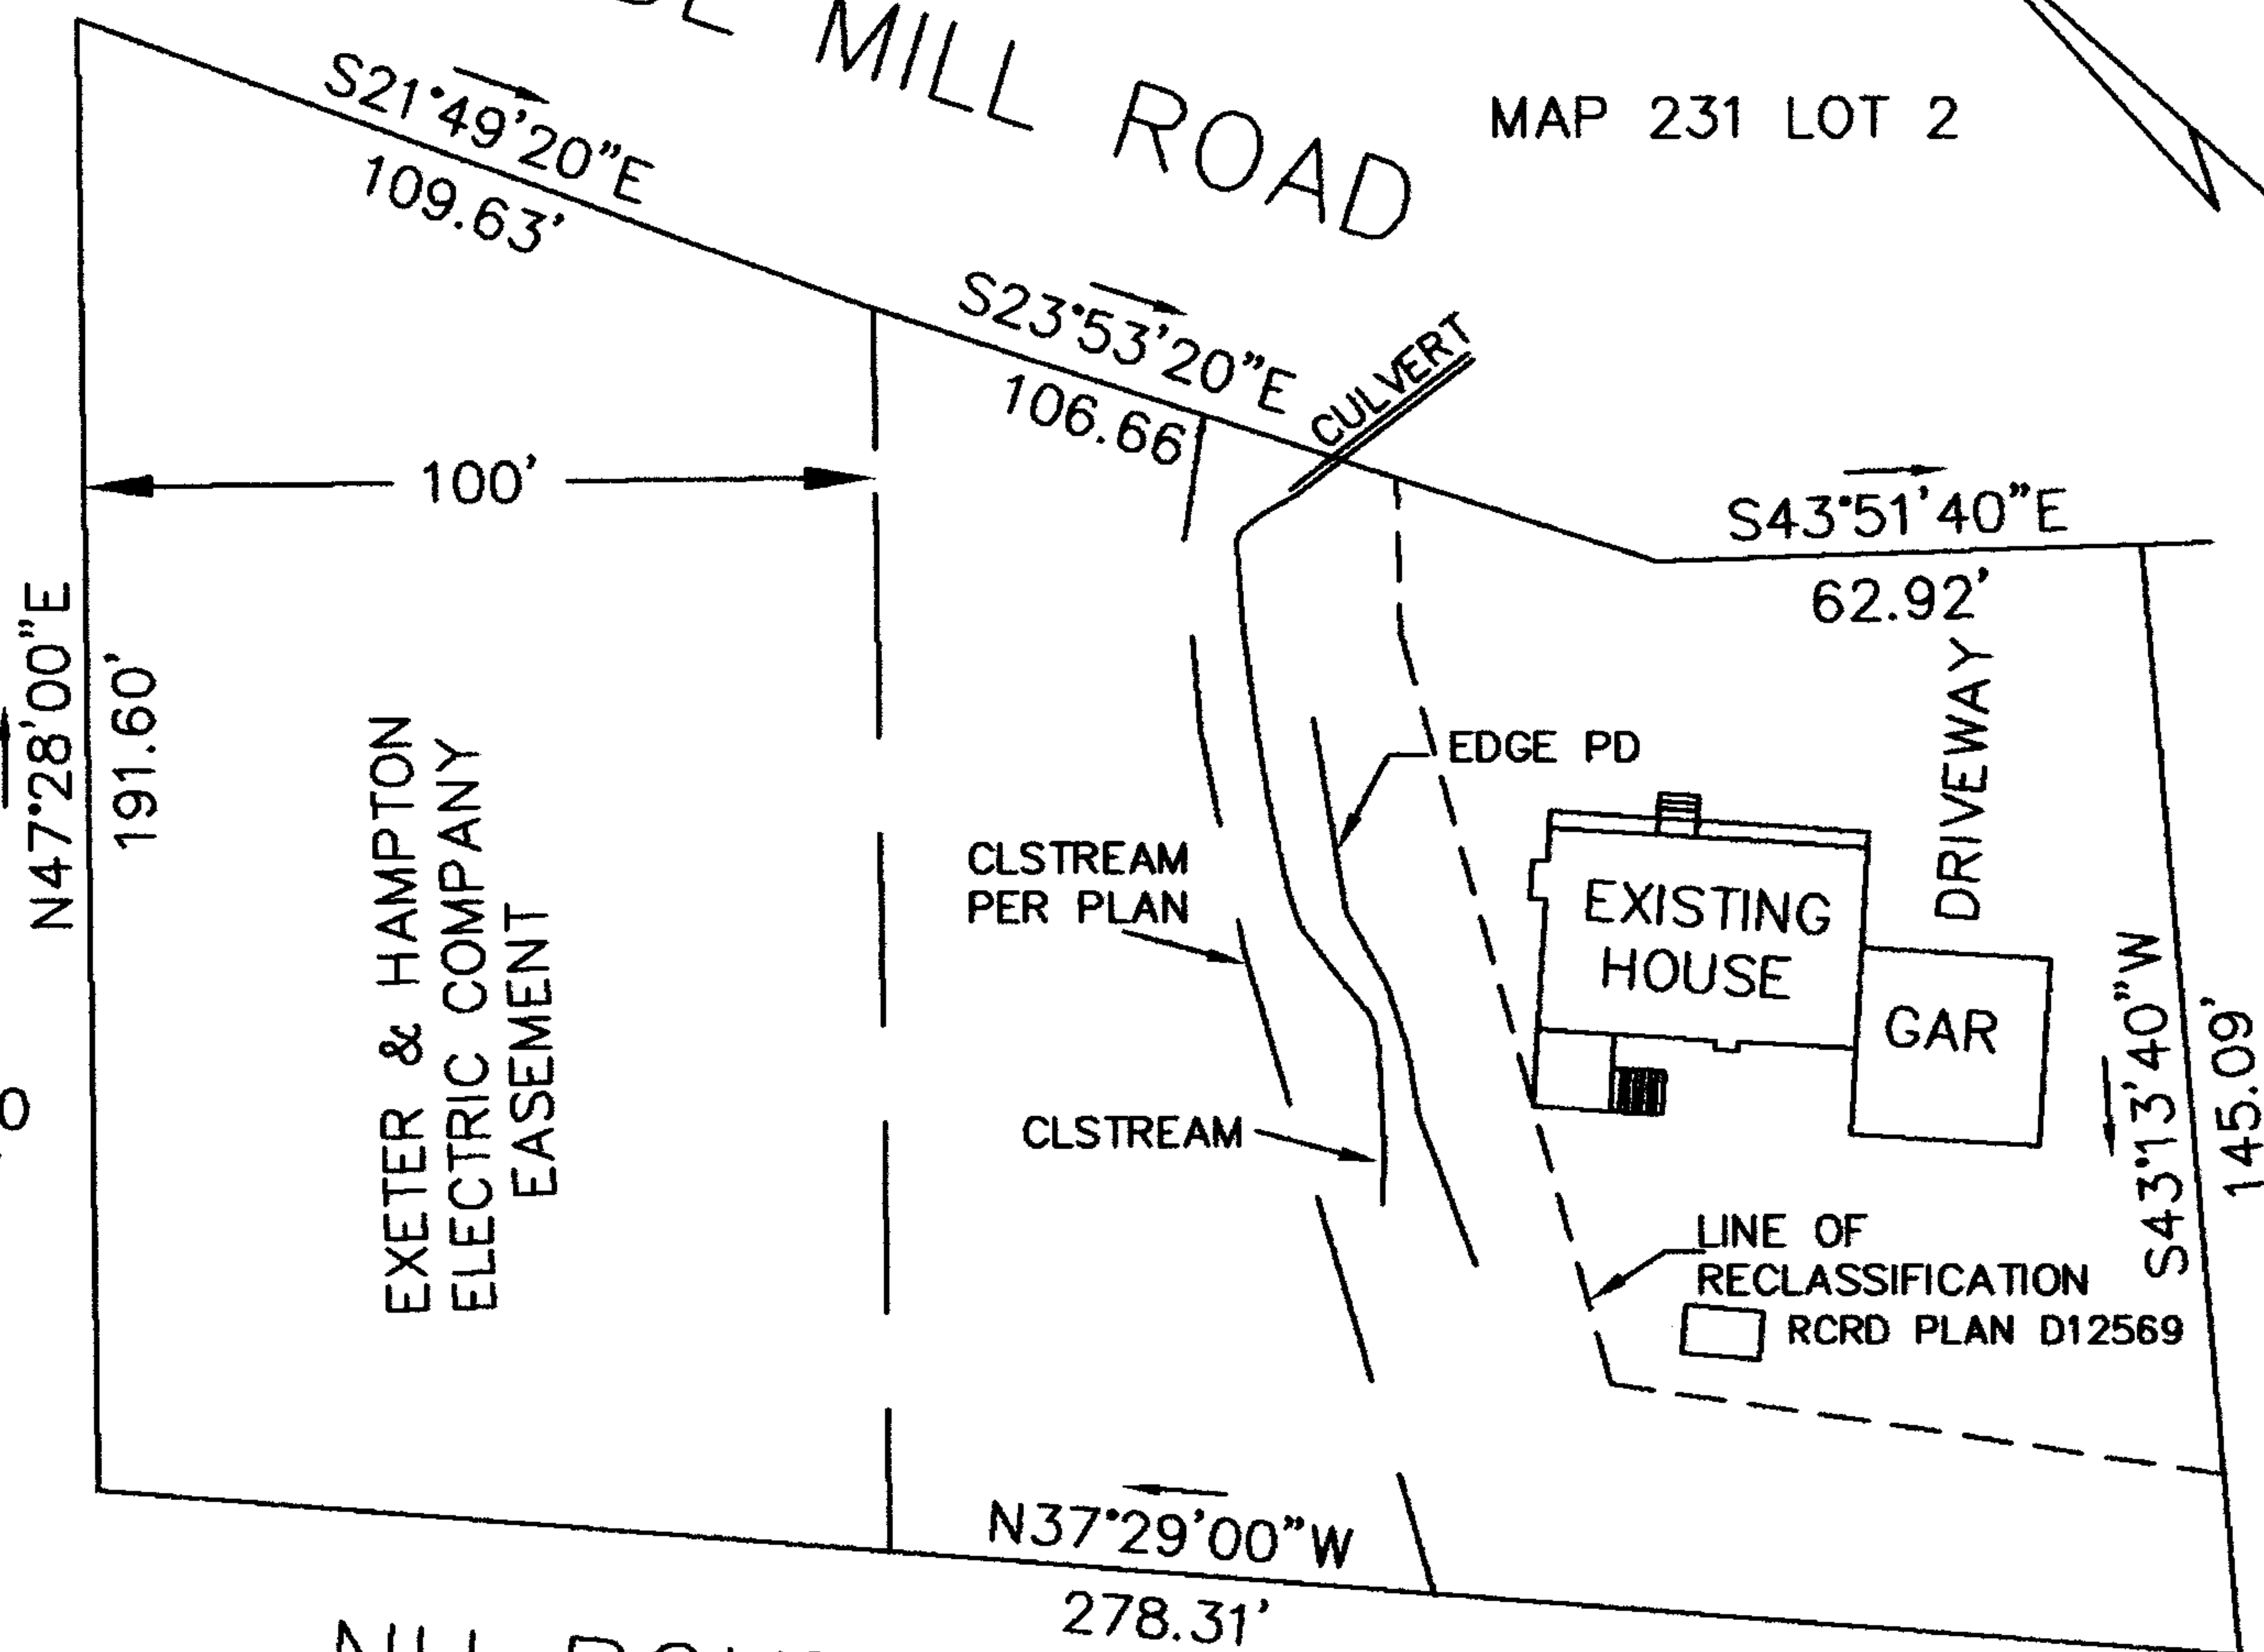 MILL ROAD
MAP 231 LOT 2
S21°49'20"E
109.63'
S23°53'20"E
106.66
CULVERT
S43°51'40"E
62.92'
100'
N47°28'00"E
191.60'
EXETER & HAMPTON
ELECTRIC COMPANY
EASEMENT
DRIVEWAY
EDGE PD
CLSTREAM
PER PLAN
EXISTING
HOUSE
GAR
CLSTREAM
S43°13'40"W
145.09'
LINE OF
RECLASSIFICATION
RCRD PLAN D12569
N37°29'00"W
278.31'